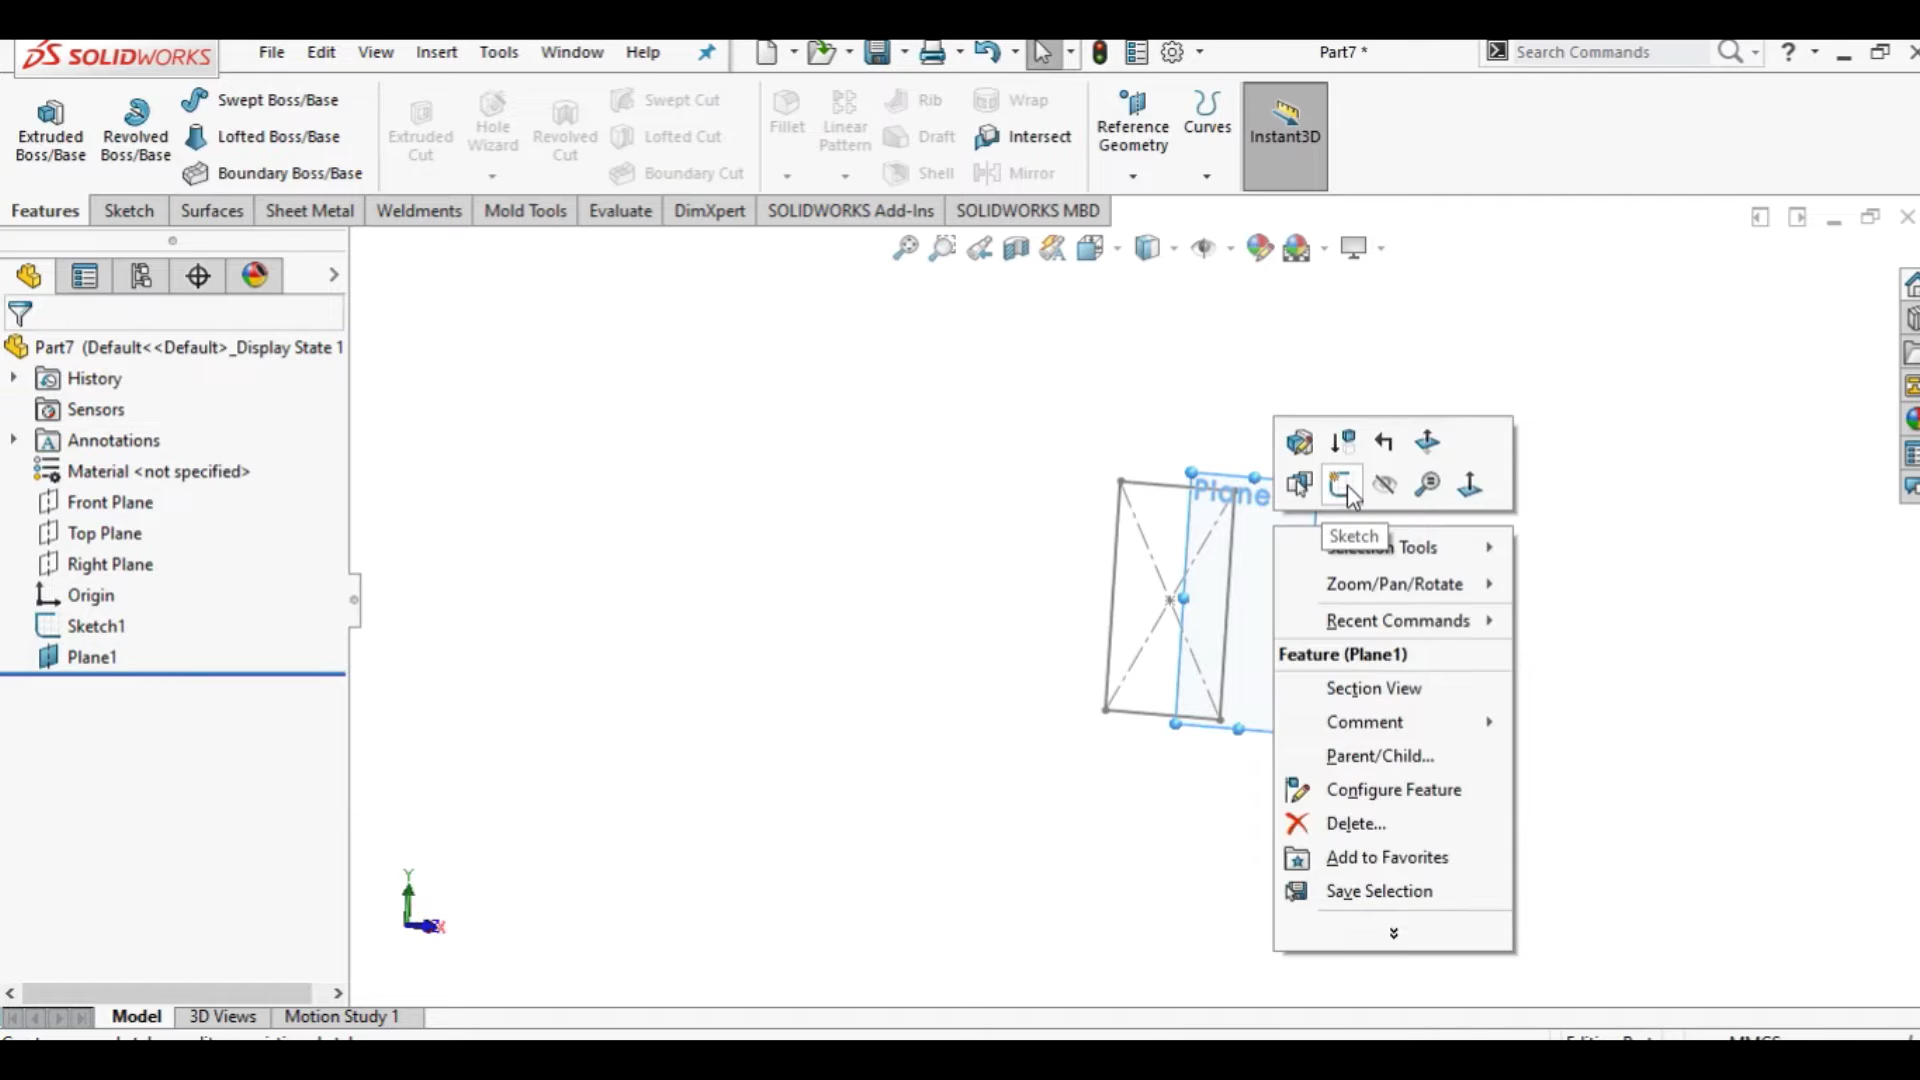 SOLIDWORKS File Edit View Insert Tools Window Help Part7 * Search Commands ?
Extruded Boss/Base
Revolved Boss/Base
Swept Boss/Base
Lofted Boss/Base
Boundary Boss/Base
Extruded Cut
Hole Wizard
Revolved Cut
Swept Cut
Lofted Cut
Boundary Cut
Fillet
Linear Pattern
Rib
Draft
Shell
Wrap
Intersect
Mirror
Reference Geometry
Curves
Instant3D
Features Sketch Surfaces Sheet Metal Weldments Mold Tools Evaluate DimXpert SOLIDWORKS Add-Ins SOLIDWORKS MBD
Part7 (Default<<Default>_Display State 1
History
Sensors
Annotations
Material <not specified>
Front Plane
Top Plane
Right Plane
Origin
Sketch1
Plane1
Plane
Sketch
Tools
Zoom/Pan/Rotate
Recent Commands
Feature (Plane1)
Section View
Comment
Parent/Child...
Configure Feature
Delete...
Add to Favorites
Save Selection
Y
X
Model 3D Views Motion Study 1